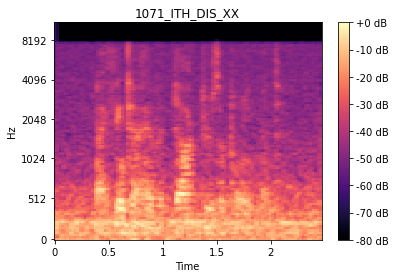 1071_ITH_DIS_XX
+0 dB
8192
-10 dB
4096
-20 dB
-30 dB
2048
-40 dB
Hz
1024
-50 dB
512
-60 dB
-70 dB
0
-80 dB
0
0.5
1
1.5
2
Time